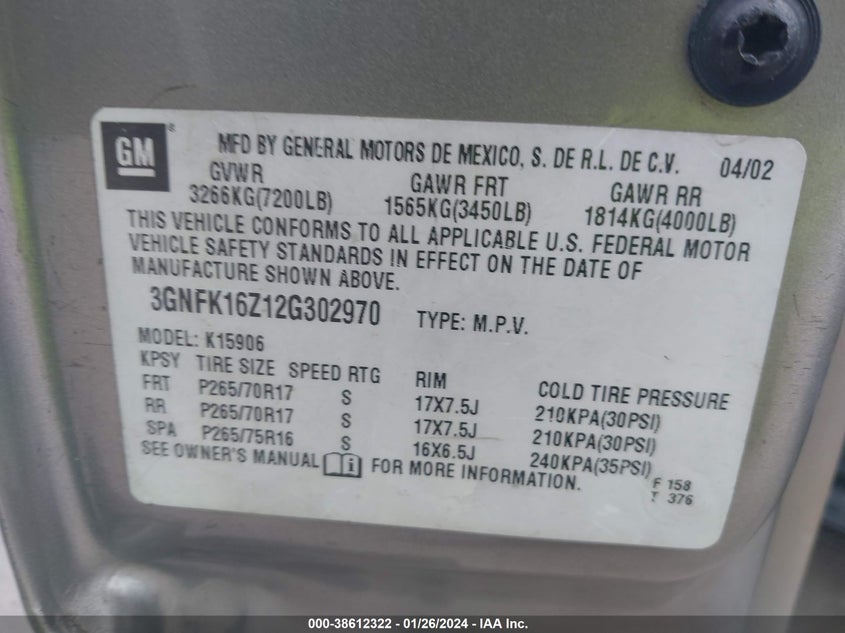 GM®
MFD BY GENERAL MOTORS DE MEXICO, S. DE R.L. DE C.V. 04/02
GVWR GAWR FRT GAWR RR
3266KG(7200LB) 1565KG(3450LB) 1814KG(4000LB)
THIS VEHICLE CONFORMS TO ALL APPLICABLE U.S. FEDERAL MOTOR
VEHICLE SAFETY STANDARDS IN EFFECT ON THE DATE OF
MANUFACTURE SHOWN ABOVE.
3GNFK16Z12G302970 TYPE: M.P.V.
MODEL: K15906
KPSY TIRE SIZE SPEED RTG RIM COLD TIRE PRESSURE
FRT P265/70R17 S 17X7.5J 210KPA(30PSI)
RR P265/70R17 S 17X7.5J 210KPA(30PSI)
SPA P265/75R16 S 16X6.5J 240KPA(35PSI)
SEE OWNER'S MANUAL FOR MORE INFORMATION.
F 158
T 376
000-38612322 - 01/26/2024 - IAA Inc.